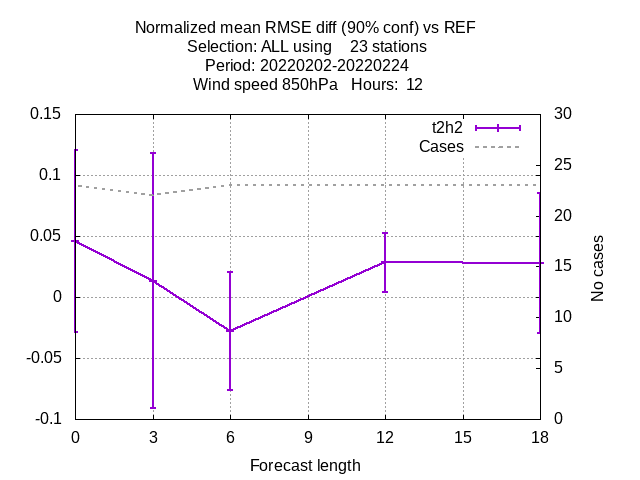 Normalized mean RMSE diff (90% conf) vs REF
Selection: ALL using    23 stations
Period: 20220202-20220224
Wind speed 850hPa   Hours:  12
0.15
0.1
0.05
0
-0.05
-0.1
30
25
20
15
10
5
0
t2h2
Cases
No cases
0 3 6 9 12 15 18
Forecast length